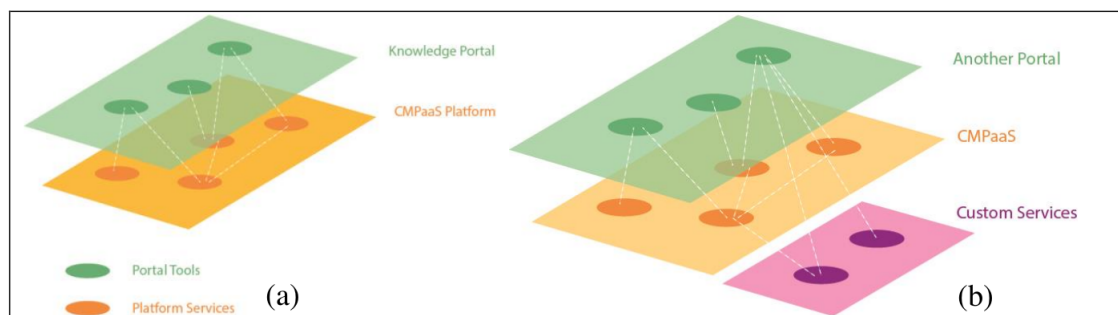 Knowledge Portal
CMPaaS Platform
Portal Tools
Platform Services
(a)
Another Portal
CMPaaS
Custom Services
(b)